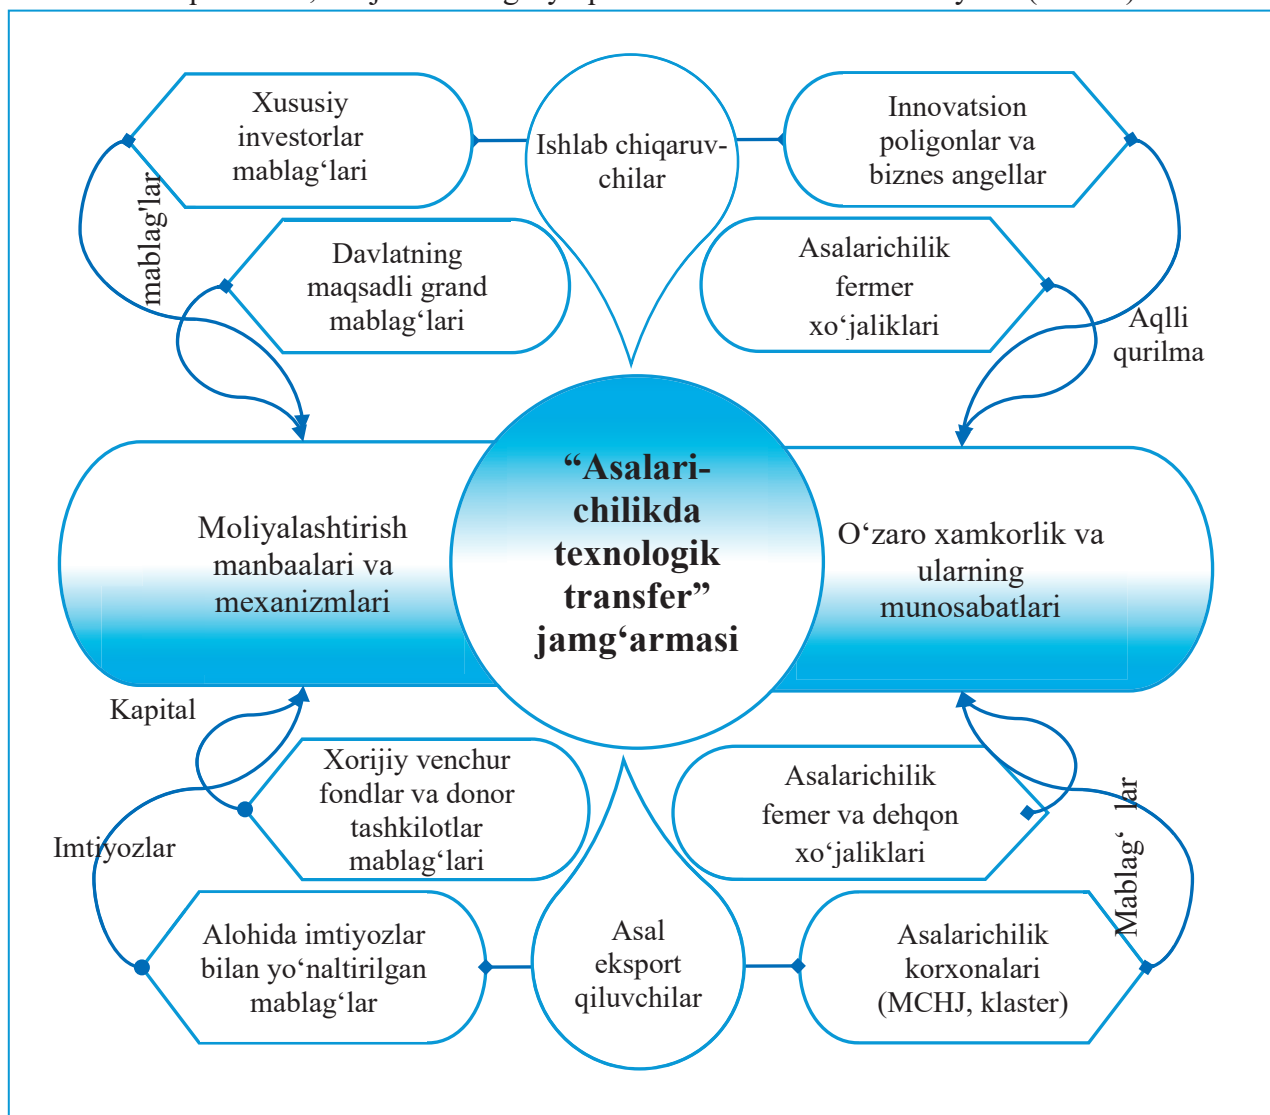 Xususiy
investorlar
mablag‘lari
Ishlab chiqaruv-
chilar
Innovatsion
poligonlar va
biznes angellar
mablag'lar
Davlatning
maqsadli grand
mablag‘lari
Asalarichilik
fermer
xo‘jaliklari
Aqlli
qurilma
Moliyalashtirish
manbaalari va
mexanizmlari
“Asalari-
chilikda
texnologik
transfer”
jamg‘armasi
O‘zaro xamkorlik va
ularning
munosabatlari
Kapital
Xorijiy venchur
fondlar va donor
tashkilotlar
mablag‘lari
Asalarichilik
femer va dehqon
xo‘jaliklari
Imtiyozlar
Mablag‘ lar
Alohida imtiyozlar
bilan yo‘naltirilgan
mablag‘lar
Asal
eksport
qiluvchilar
Asalarichilik
korxonalari
(MCHJ, klaster)